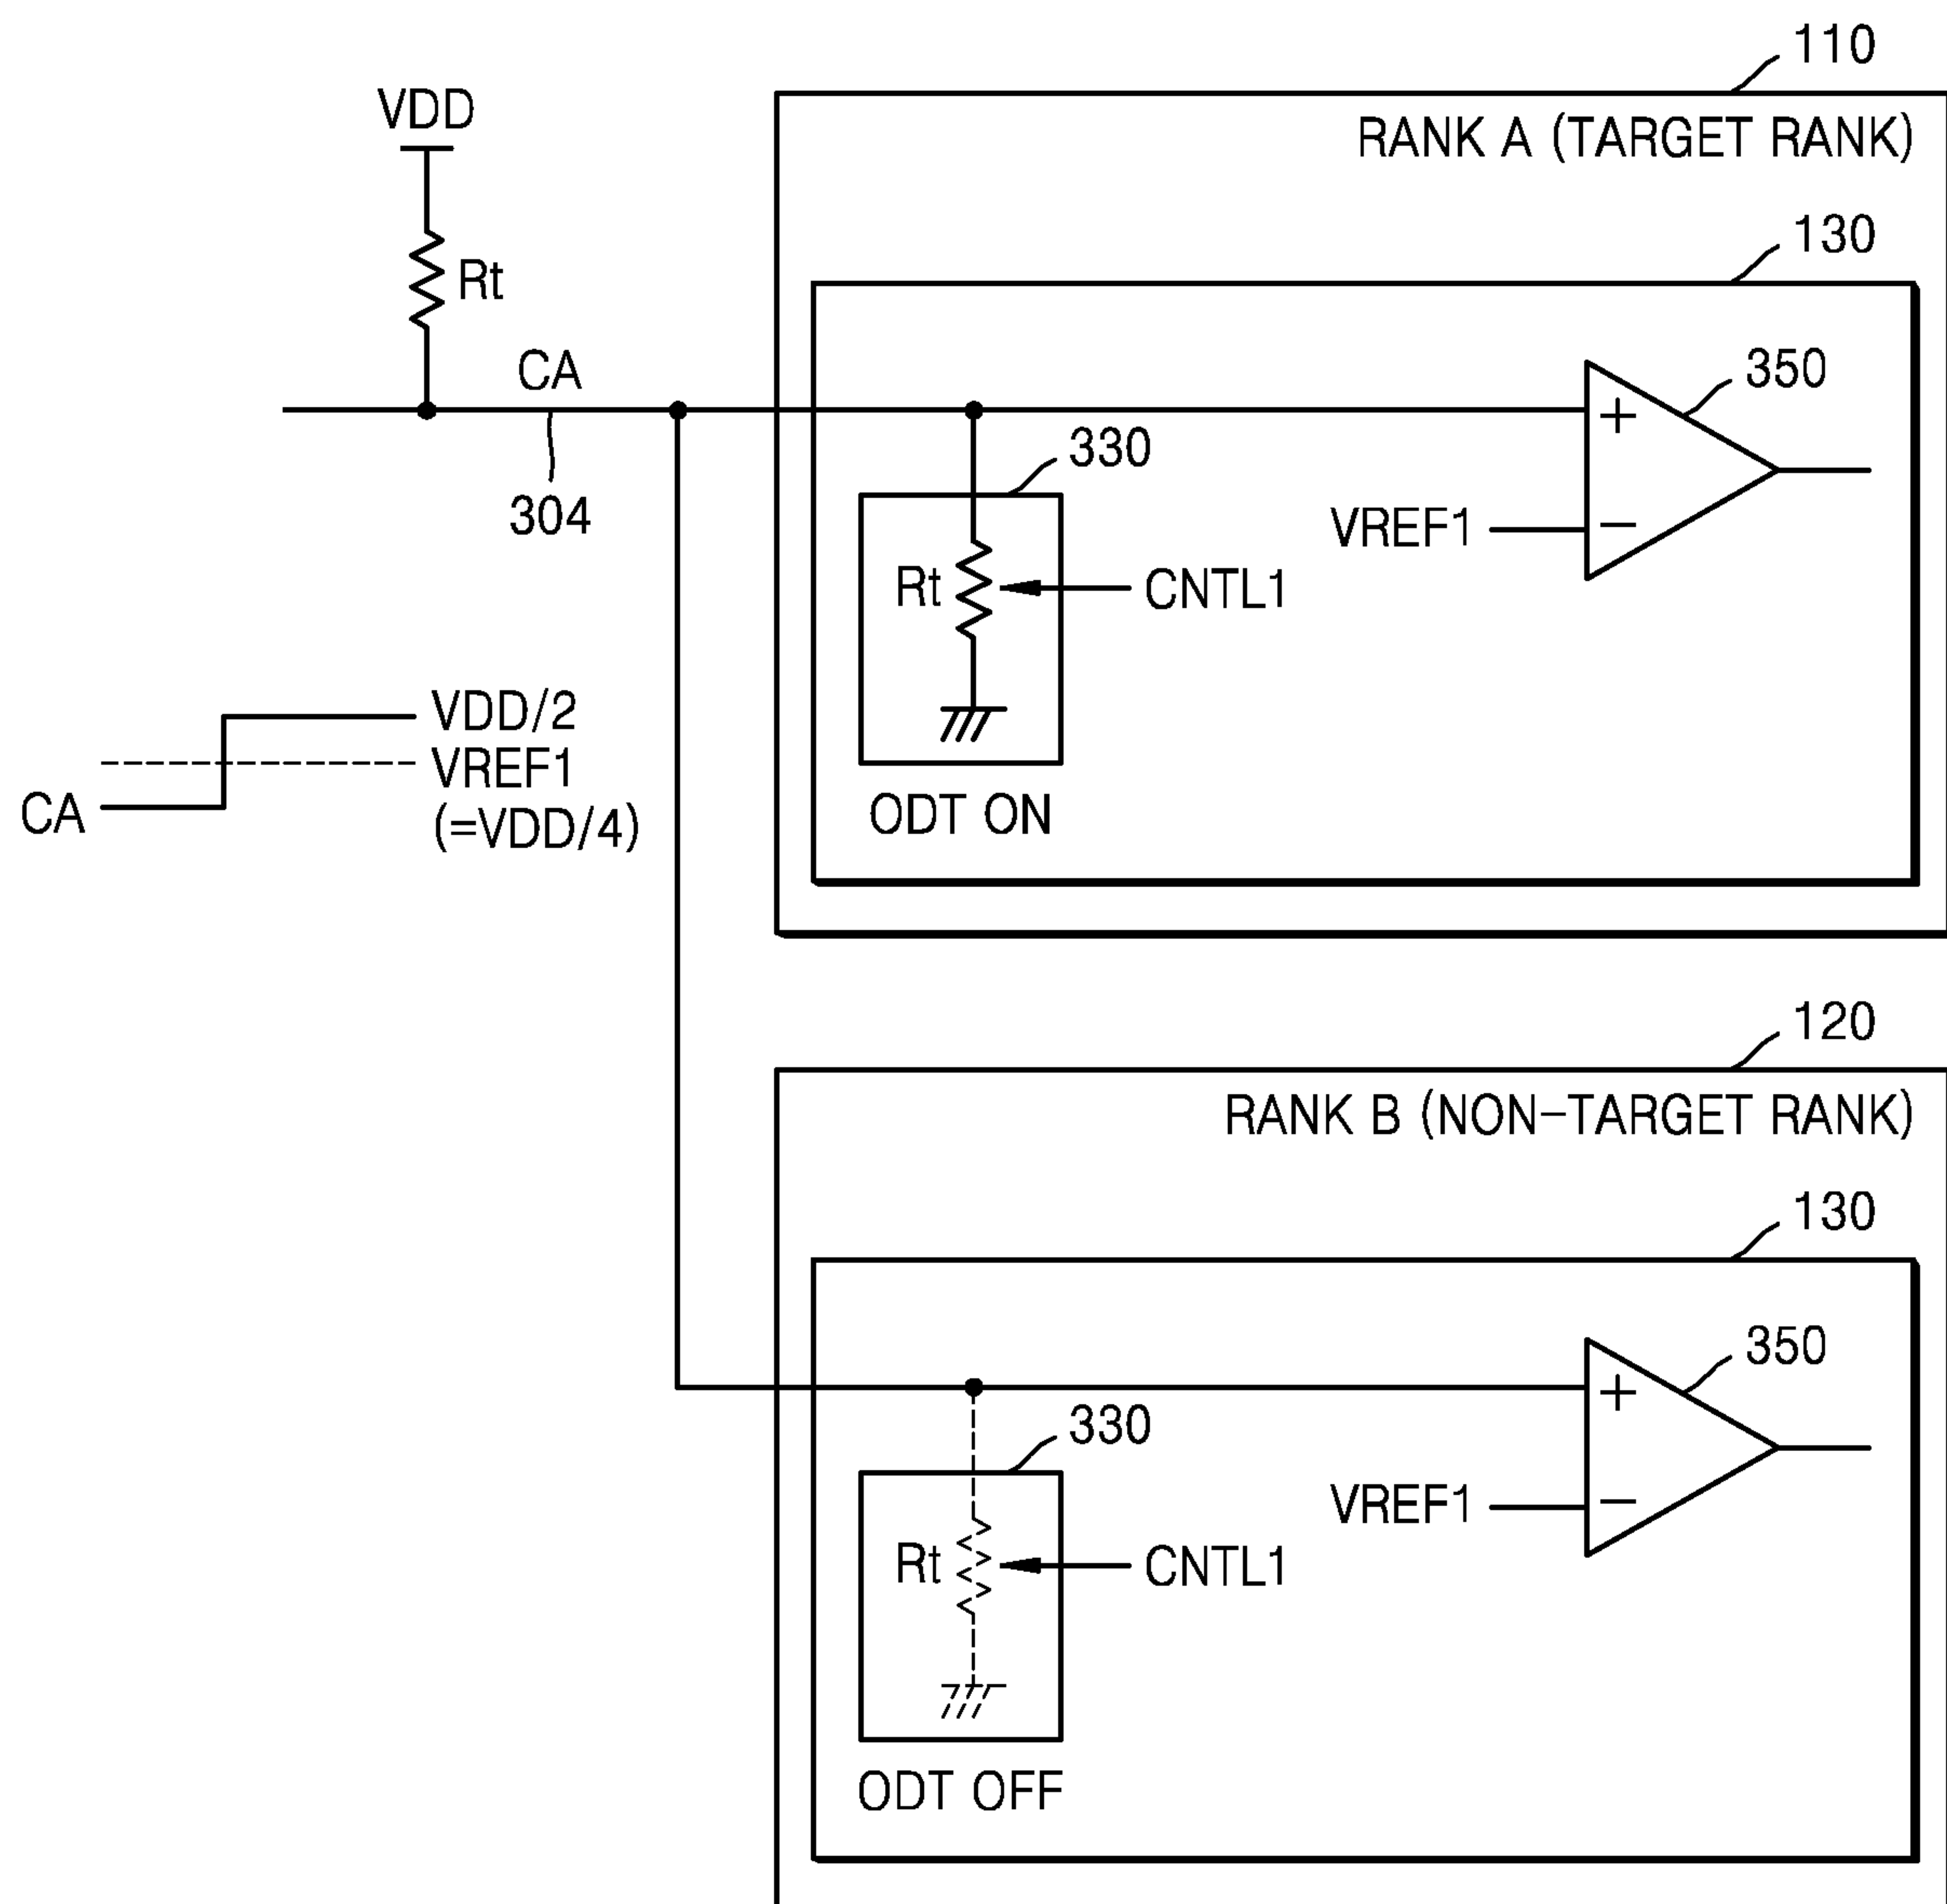 110
VDD
RANK A (TARGET RANK)
130
Rt
CA
350
+
330
304
VREF1
−
Rt
CNTL1
VDD/2
VREF1
CA
(=VDD/4)
ODT ON
120
RANK B (NON-TARGET RANK)
130
350
+
330
VREF1
−
Rt
CNTL1
ODT OFF